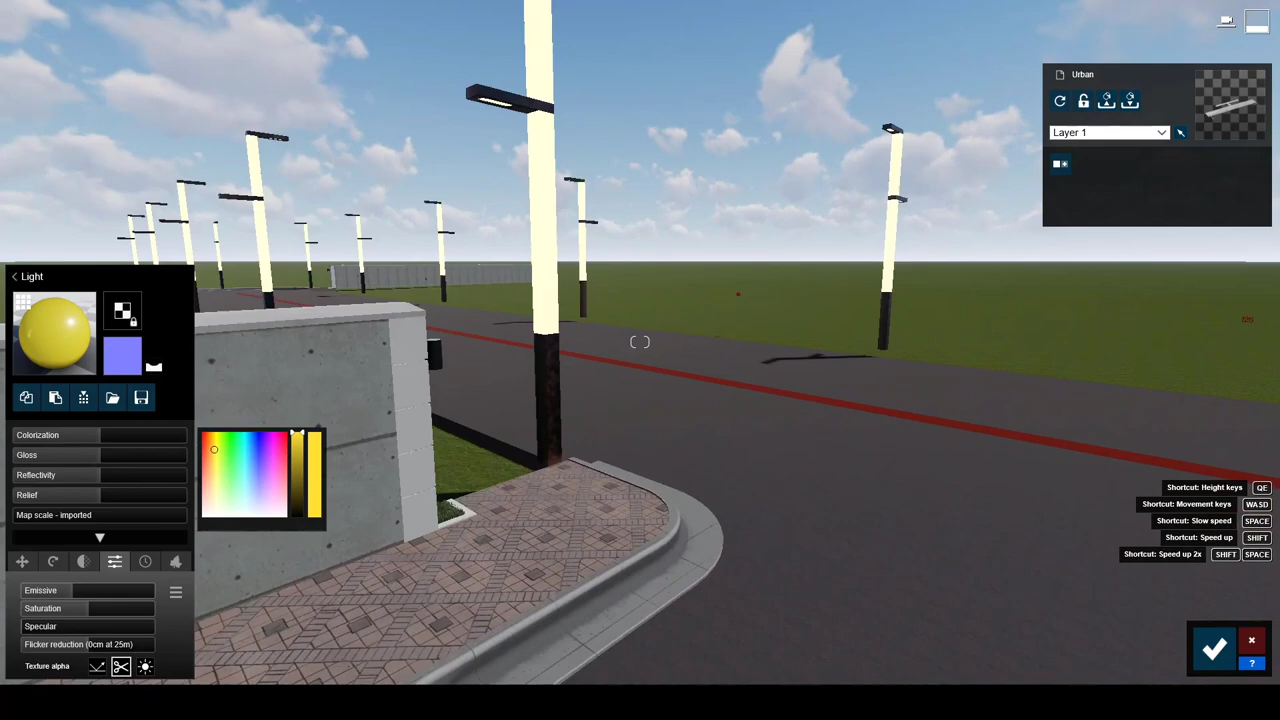 Urban
Layer 1
Light
Colorization
Gloss
Reflectivity
Relief
Map scale - imported
Emissive
Saturation
Specular
Flicker reduction (0cm at 25m)
Texture alpha
Shortcut: Height keys QE
Shortcut: Movement keys WASD
Shortcut: Slow speed SPACE
Shortcut: Speed up SHIFT
Shortcut: Speed up 2x SHIFT SPACE
?